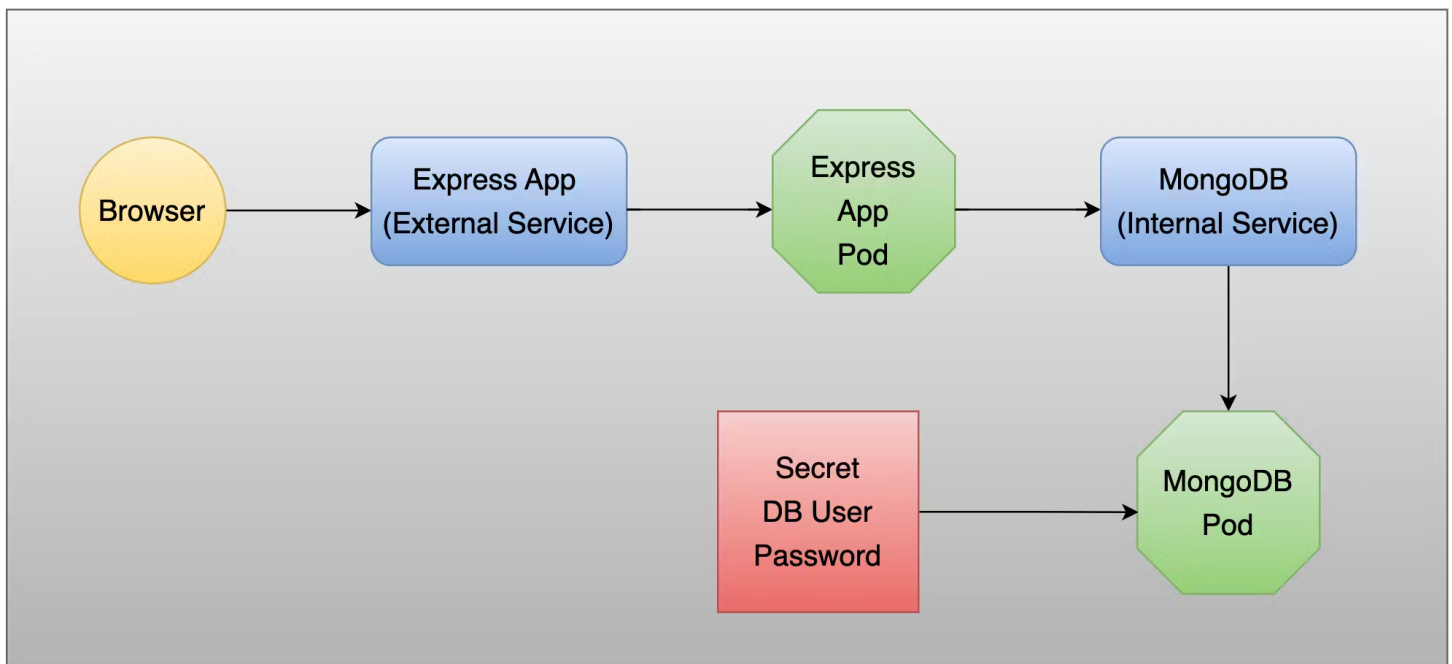 Browser
Express App
(External Service)
Express
App
Pod
MongoDB
(Internal Service)
Secret
DB User
Password
MongoDB
Pod